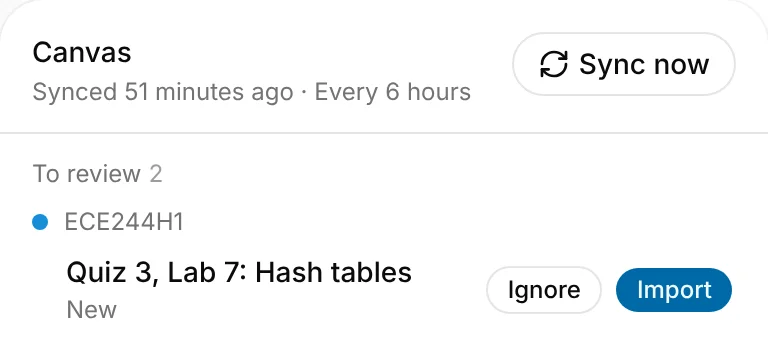 Canvas
Sync now
Synced 51 minutes ago · Every 6 hours
To review 2
ECE244H1
Quiz 3, Lab 7: Hash tables
New
Ignore
Import